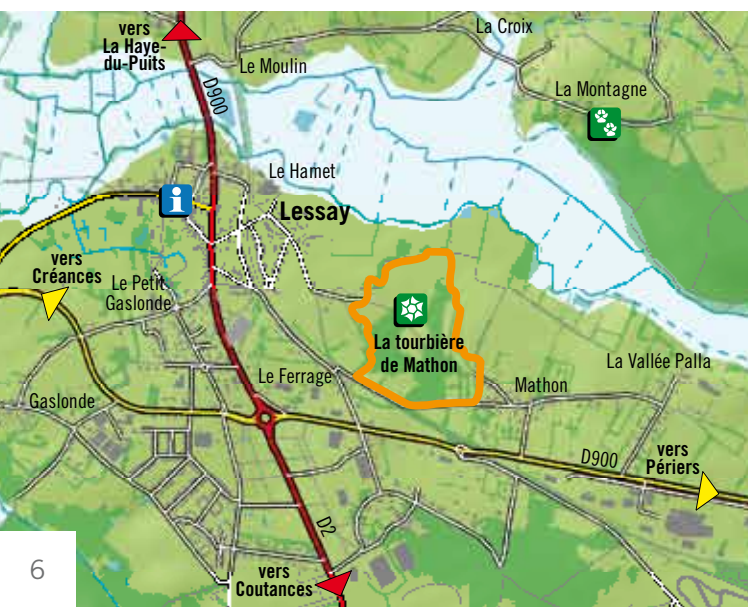 vers
La Haye-
du-Puits
La Croix
Le Moulin
D900
La Montagne
Le Hamet
i
Lessay
vers
Créances
Le Petit
Gaslonde
La tourbière
de Mathon
La Vallée Palla
Le Ferrage
Mathon
Gaslonde
D900
vers
Périers
D2
vers
Coutances
6